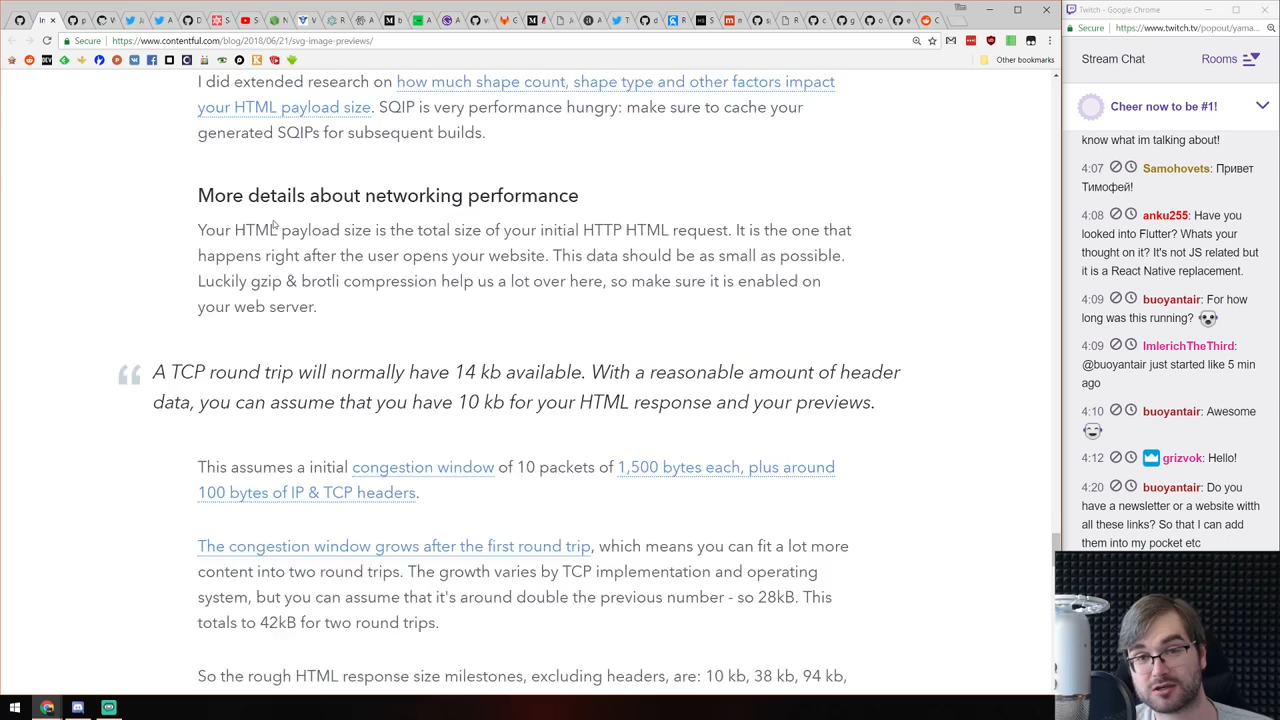 Twitch - Google Chrome
Secure
https://www.contentful.com/blog/2018/06/21/svg-image-previews/
Secure
https://www.twitch.tv/popout/yama
Other bookmarks
I did extended research on how much shape count, shape type and other factors impact
your HTML payload size. SQIP is very performance hungry: make sure to cache your
generated SQIPs for subsequent builds.
More details about networking performance
Your HTML payload size is the total size of your initial HTTP HTML request. It is the one that
happens right after the user opens your website. This data should be as small as possible.
Luckily gzip & brotli compression help us a lot over here, so make sure it is enabled on
your web server.
A TCP round trip will normally have 14 kb available. With a reasonable amount of header
data, you can assume that you have 10 kb for your HTML response and your previews.
This assumes a initial congestion window of 10 packets of 1,500 bytes each, plus around
100 bytes of IP & TCP headers.
The congestion window grows after the first round trip, which means you can fit a lot more
content into two round trips. The growth varies by TCP implementation and operating
system, but you can assume that it's around double the previous number - so 28kB. This
totals to 42kB for two round trips.
So the rough HTML response size milestones, excluding headers, are: 10 kb, 38 kb, 94 kb,
Stream Chat
Rooms
Cheer now to be #1!
know what im talking about!
4:07 Samohovets: Привет
Тимофей!
4:08 anku255: Have you
looked into Flutter? Whats your
thought on it? It's not JS related but
it is a React Native replacement.
4:09 buoyantair: For how
long was this running?
4:09 ImlerichTheThird:
@buoyantair just started like 5 min
ago
4:10 buoyantair: Awesome
4:12 grizvok: Hello!
4:20 buoyantair: Do you
have a newsletter or a website witth
all these links? So that I can add
them into my pocket etc